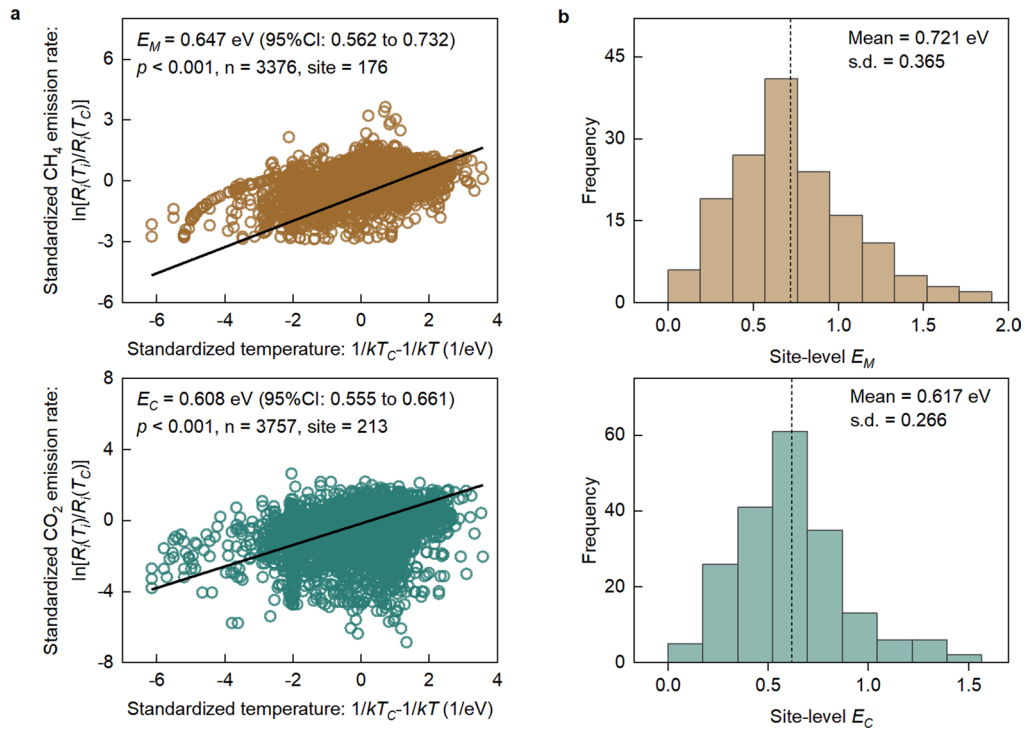 a
Standardized CH₄ emission rate:
ln[Rᵢ(Tᵢ)/Rᵢ(T_C)]
E_M = 0.647 eV (95%CI: 0.562 to 0.732)
p < 0.001, n = 3376, site = 176
6
3
0
-3
-6
-6 -4 -2 0 2 4
Standardized temperature: 1/kT_C-1/kT (1/eV)
Standardized CO₂ emission rate:
ln[Rᵢ(Tᵢ)/Rᵢ(T_C)]
E_C = 0.608 eV (95%CI: 0.555 to 0.661)
p < 0.001, n = 3757, site = 213
8
4
0
-4
-8
-6 -4 -2 0 2 4
Standardized temperature: 1/kT_C-1/kT (1/eV)
b
Mean = 0.721 eV
s.d. = 0.365
Frequency
45
30
15
0
0.0 0.5 1.0 1.5 2.0
Site-level E_M
Mean = 0.617 eV
s.d. = 0.266
Frequency
60
40
20
0
0.0 0.5 1.0 1.5
Site-level E_C